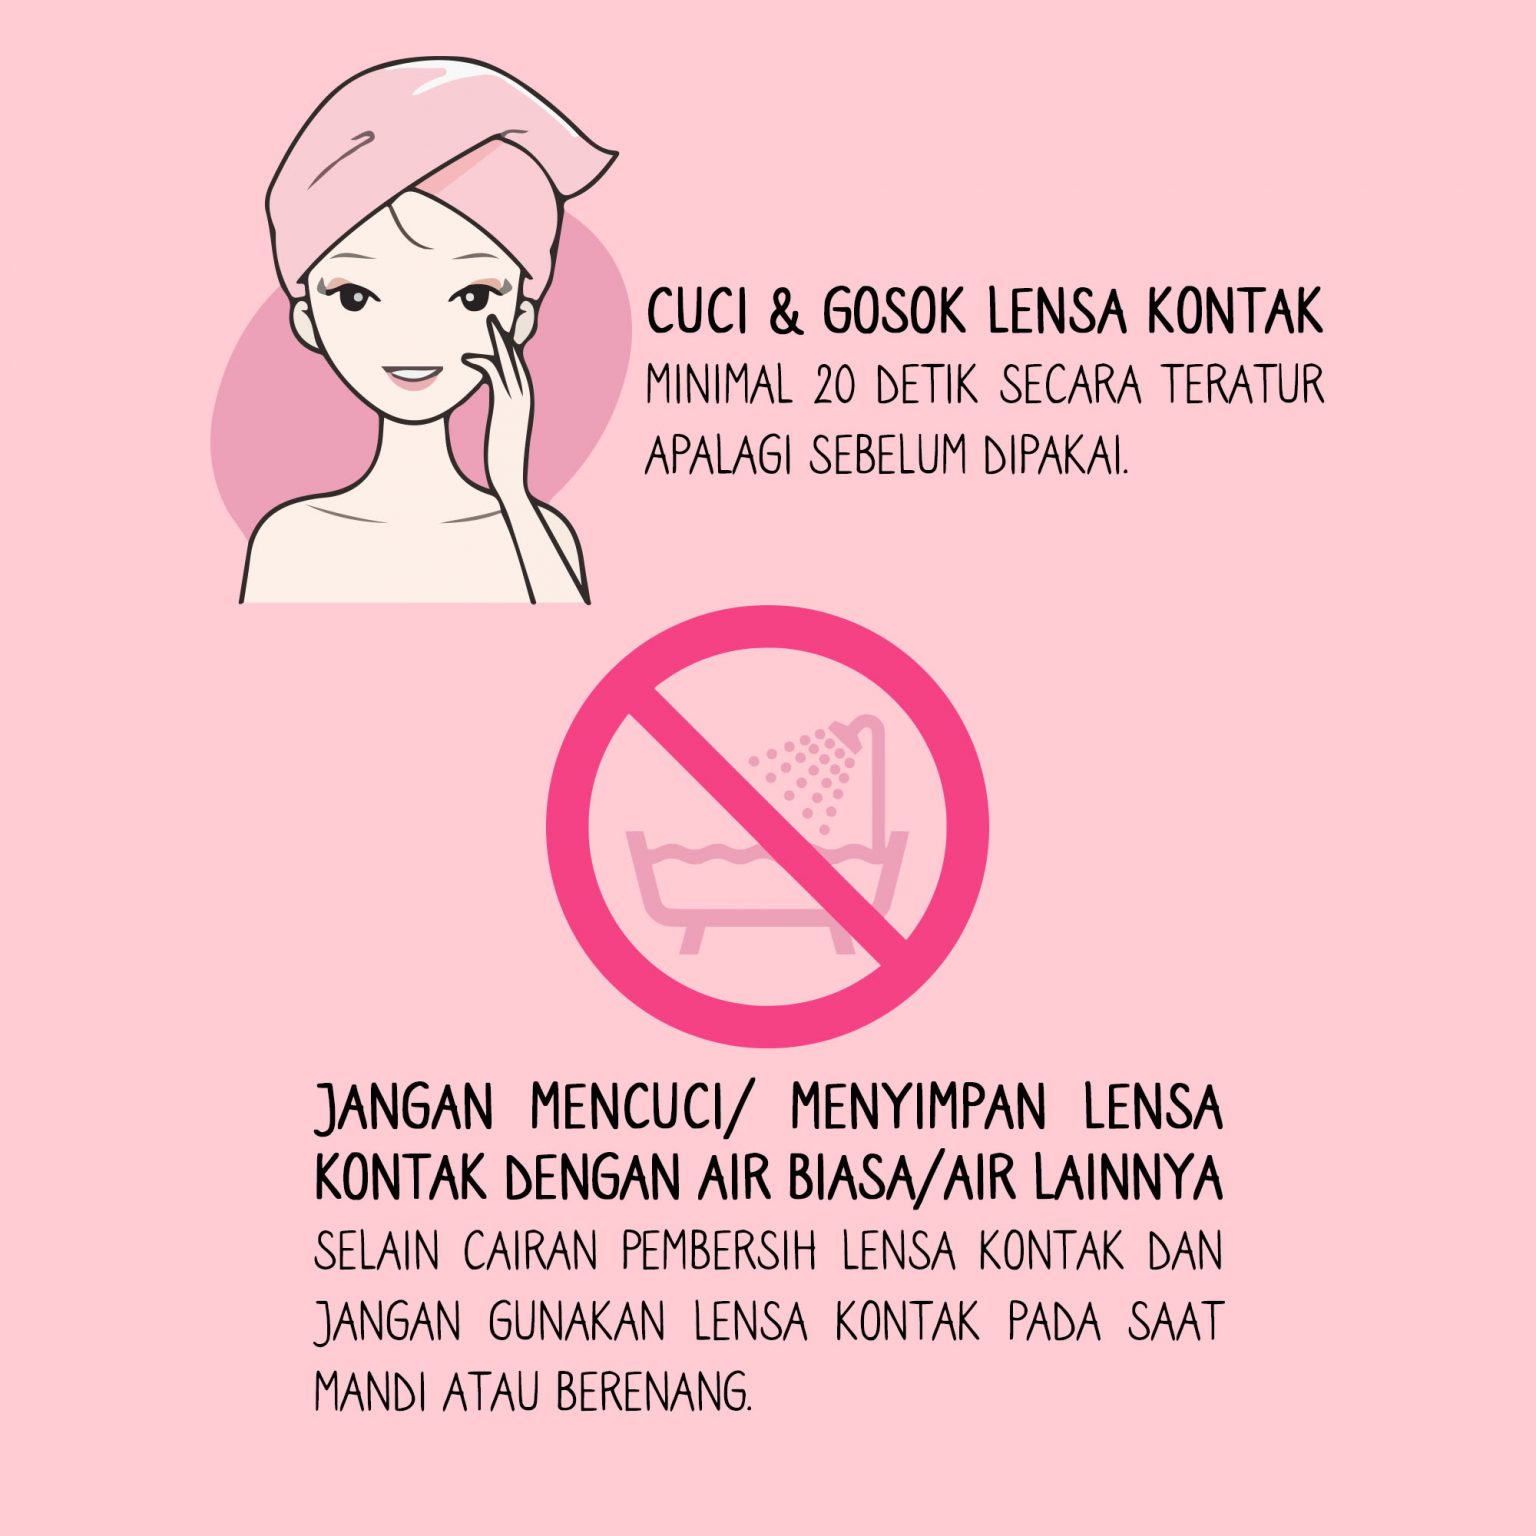 CUCI & GOSOK LENSA KONTAK
MINIMAL 20 DETIK SECARA TERATUR
APALAGI SEBELUM DIPAKAI.
JANGAN MENCUCI/ MENYIMPAN LENSA
KONTAK DENGAN AIR BIASA/AIR LAINNYA
SELAIN CAIRAN PEMBERSIH LENSA KONTAK DAN
JANGAN GUNAKAN LENSA KONTAK PADA SAAT
MANDI ATAU BERENANG.